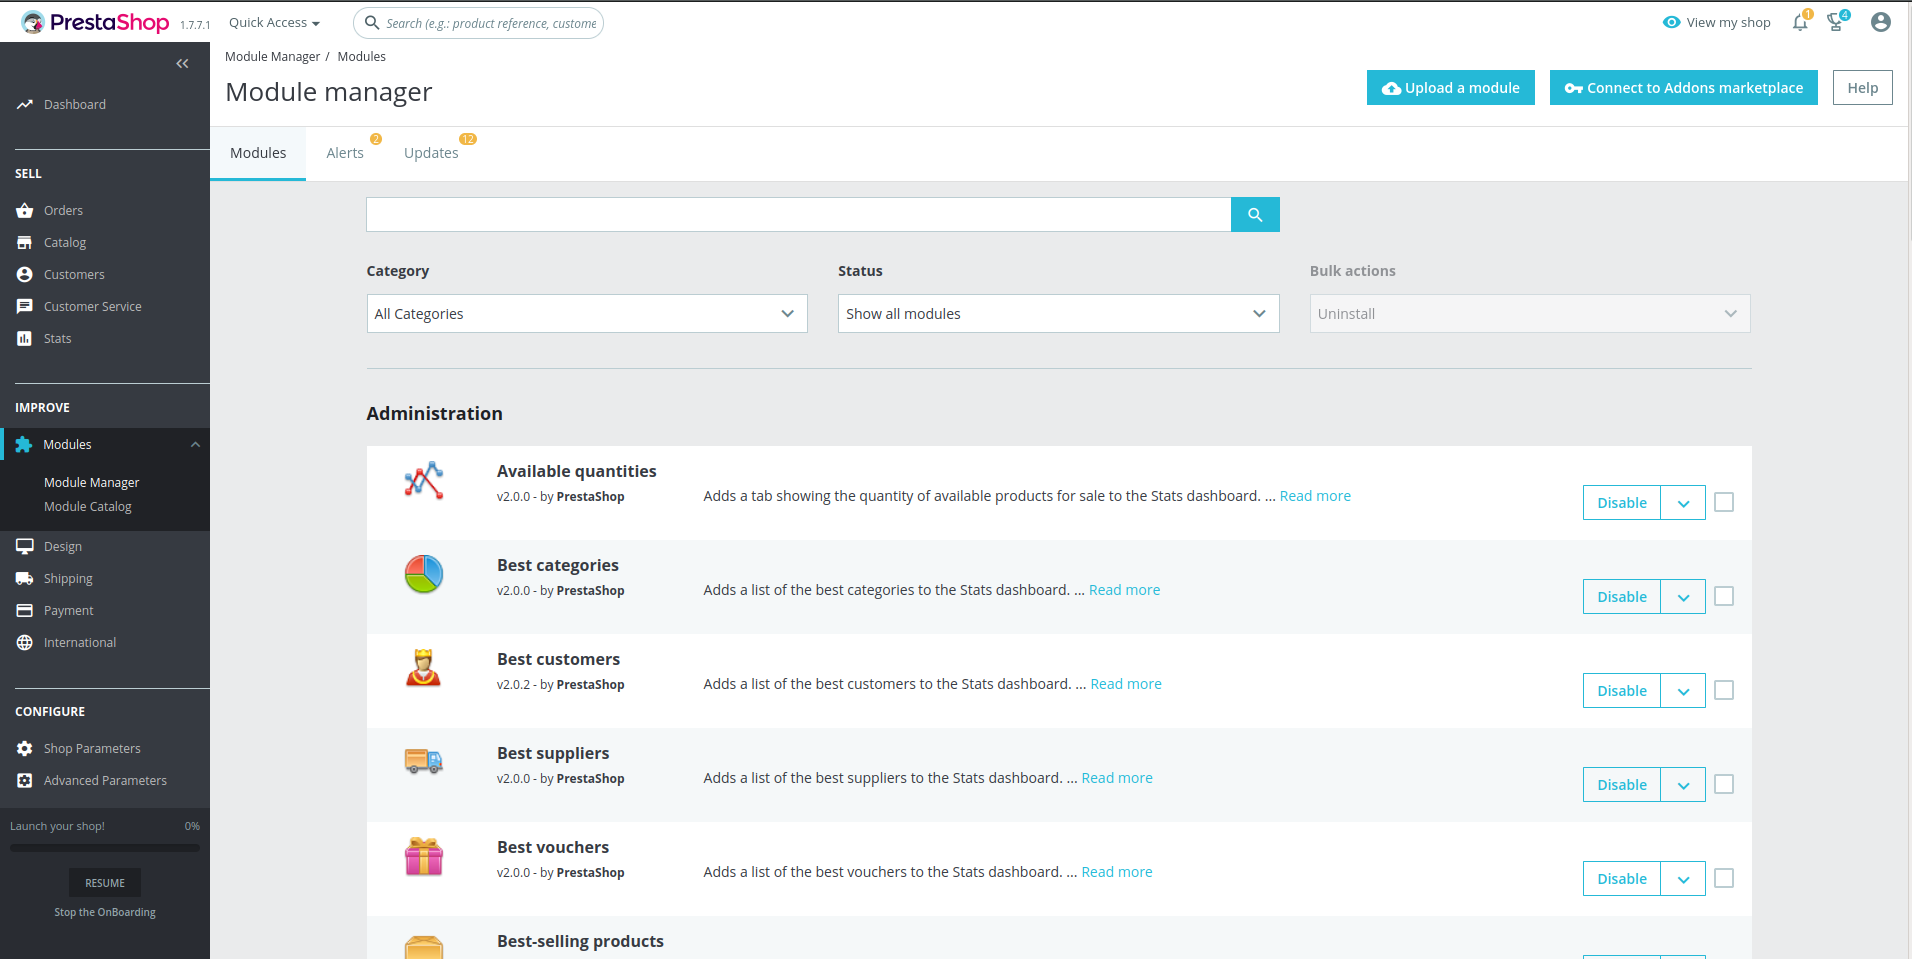 PrestaShop 1.7.7.1 Quick Access Search (e.g.: product reference, custome View my shop 1 4
Module Manager / Modules
Module manager
Upload a module Connect to Addons marketplace Help
Modules Alerts 2 Updates 12
Dashboard
SELL
Orders
Catalog
Customers
Customer Service
Stats
IMPROVE
Modules
Module Manager
Module Catalog
Design
Shipping
Payment
International
CONFIGURE
Shop Parameters
Advanced Parameters
Launch your shop! 0%
RESUME
Stop the OnBoarding
Category Status Bulk actions
All Categories Show all modules Uninstall
Administration
Available quantities
v2.0.0 - by PrestaShop Adds a tab showing the quantity of available products for sale to the Stats dashboard. ... Read more Disable
Best categories
v2.0.0 - by PrestaShop Adds a list of the best categories to the Stats dashboard. ... Read more Disable
Best customers
v2.0.2 - by PrestaShop Adds a list of the best customers to the Stats dashboard. ... Read more Disable
Best suppliers
v2.0.0 - by PrestaShop Adds a list of the best suppliers to the Stats dashboard. ... Read more Disable
Best vouchers
v2.0.0 - by PrestaShop Adds a list of the best vouchers to the Stats dashboard. ... Read more Disable
Best-selling products